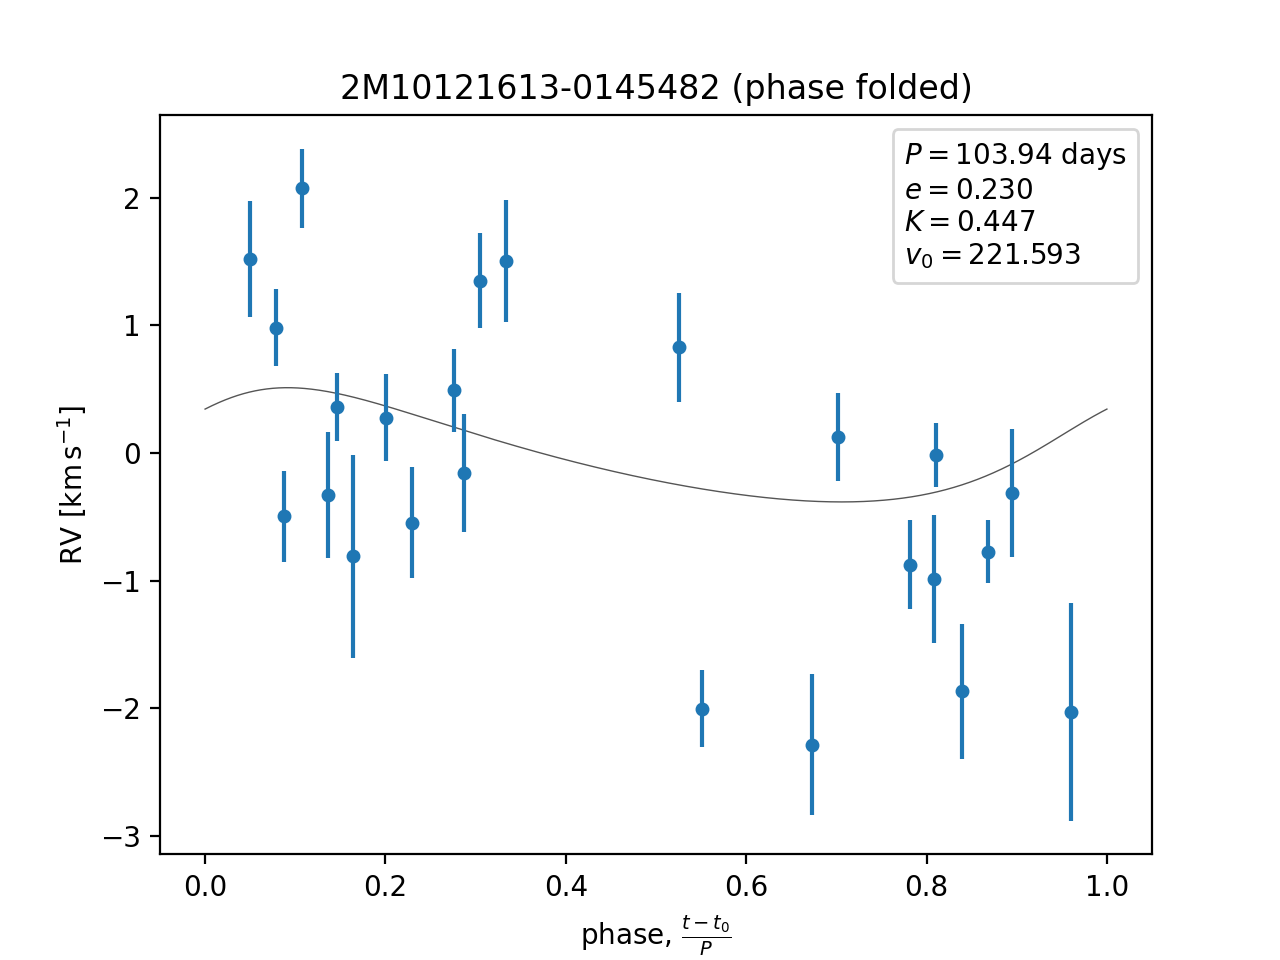 2M10121613-0145482 (phase folded)
P = 103.94 days
e = 0.230
K = 0.447
v₀ = 221.593
2
1
0
−1
−2
−3
RV [km s⁻¹]
0.0 0.2 0.4 0.6 0.8 1.0
phase, (t − t₀)/P